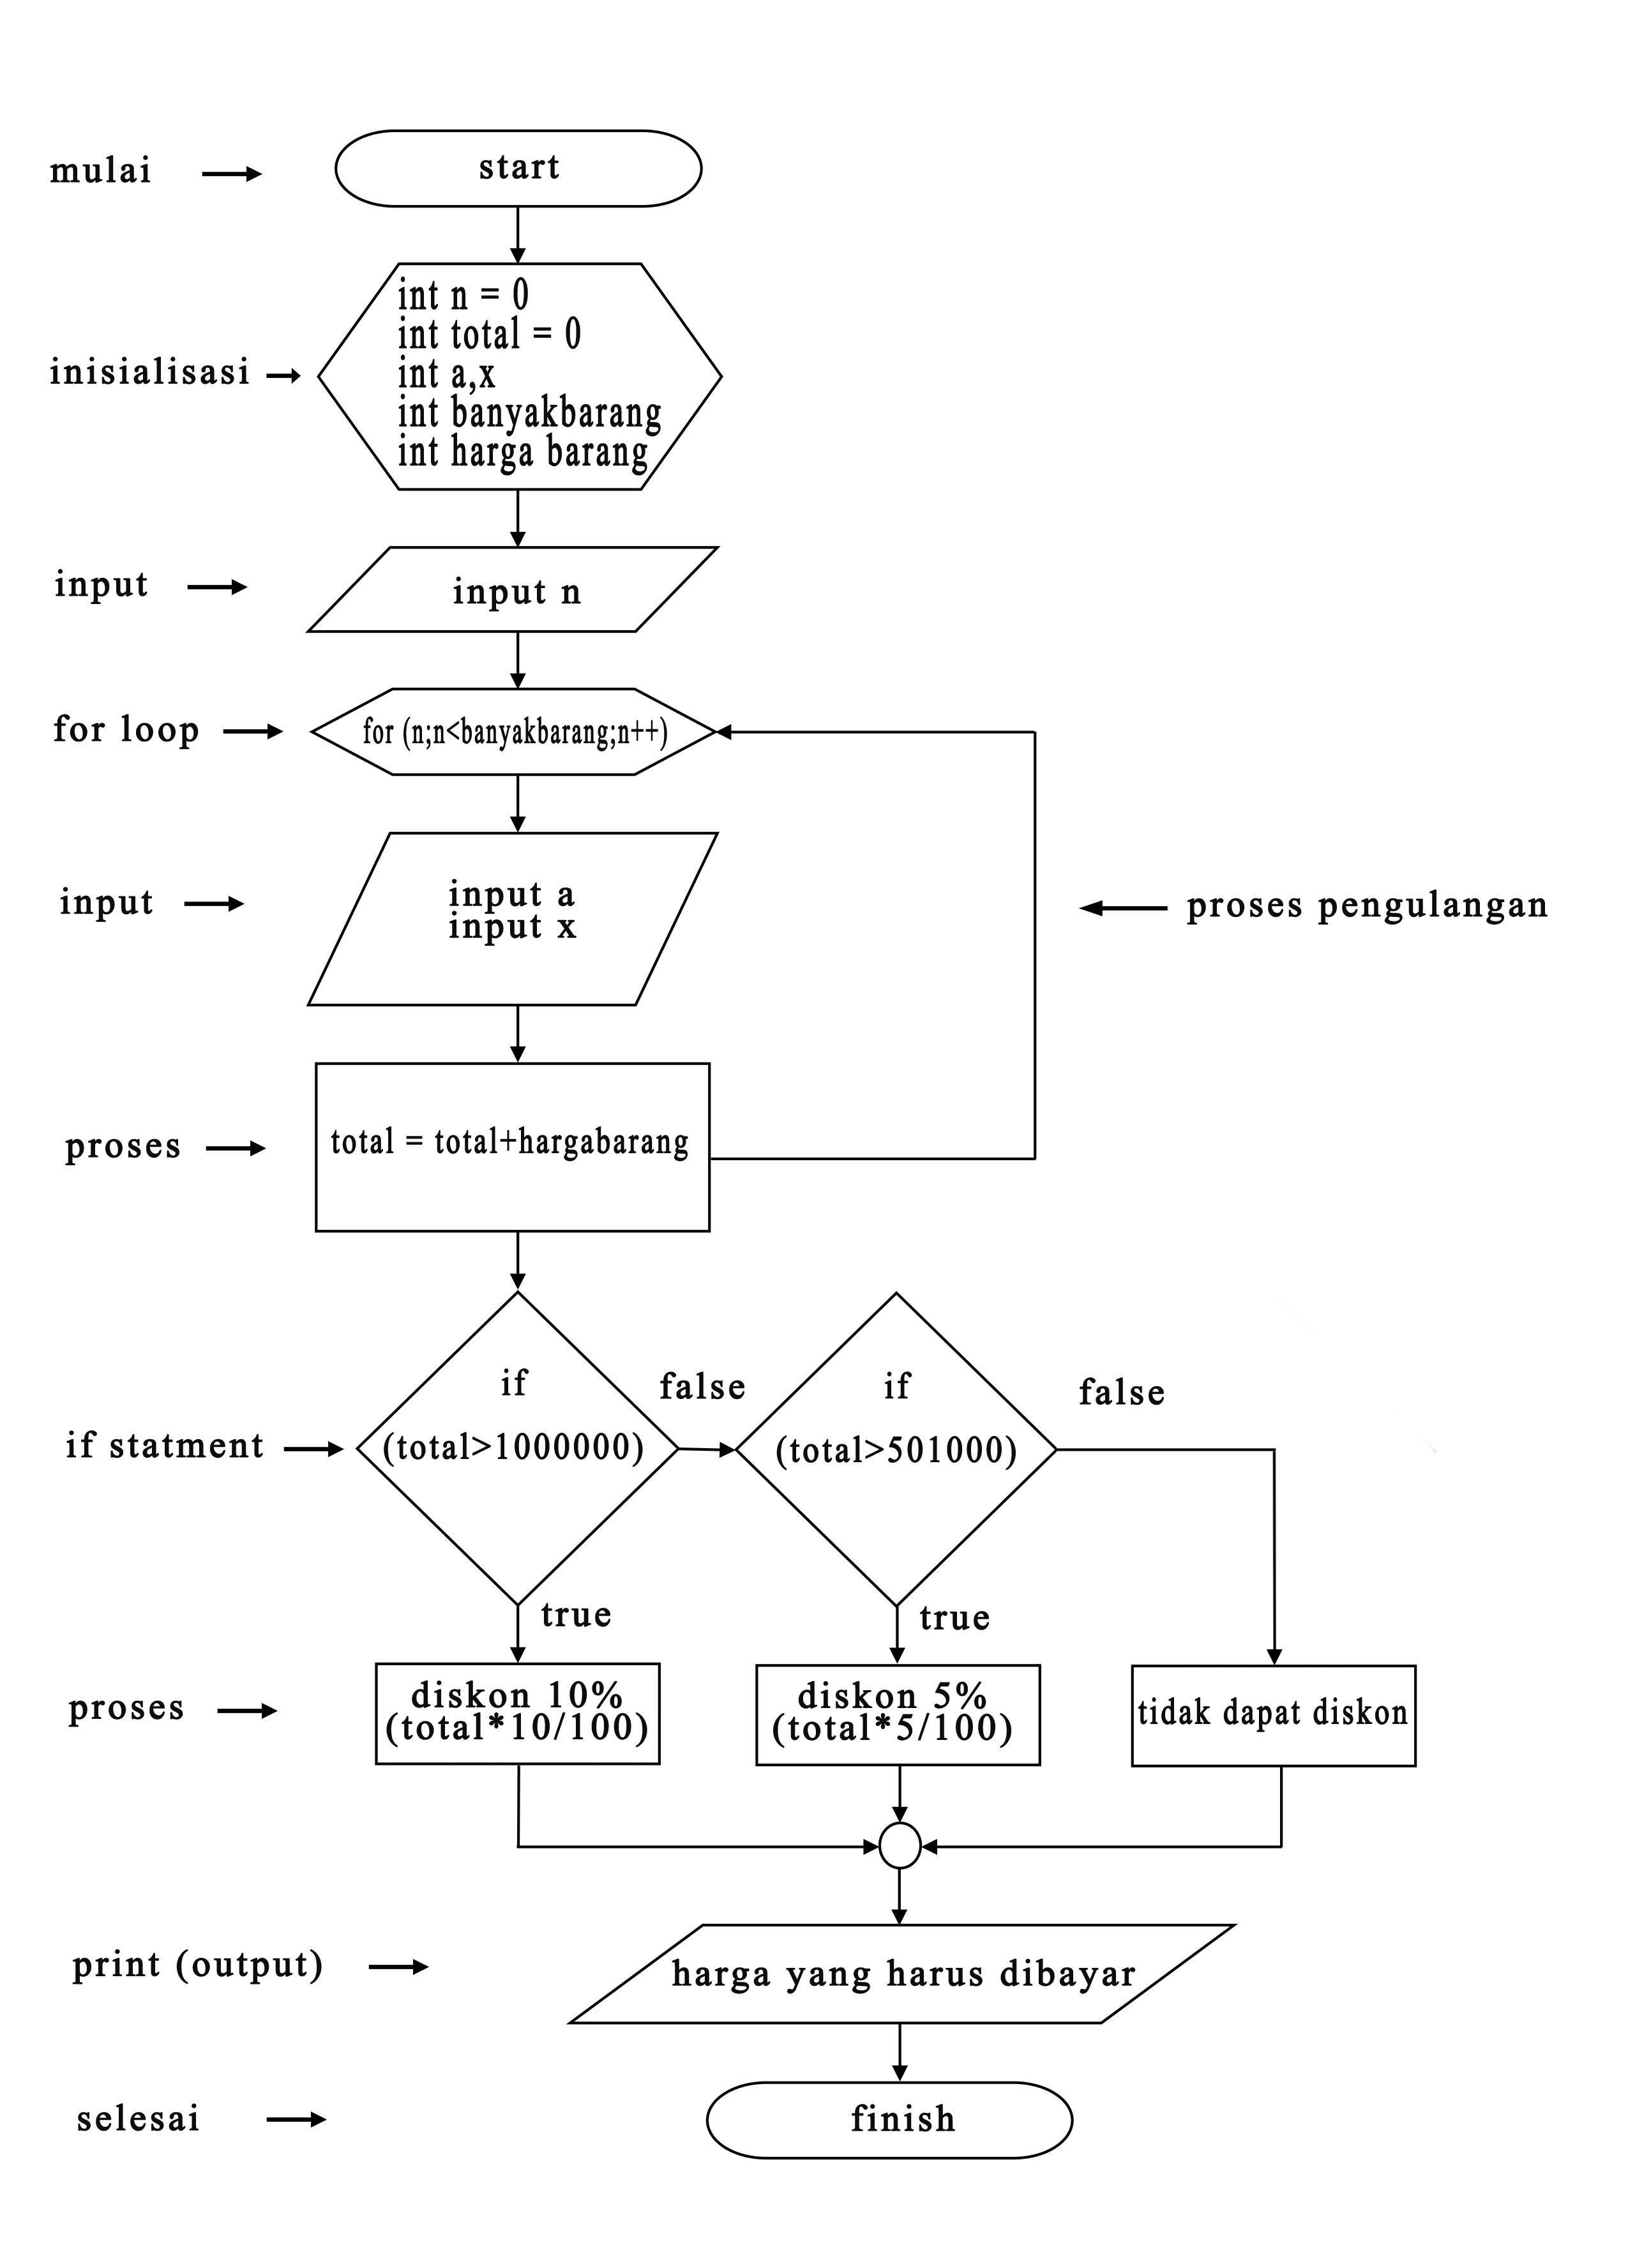 mulai
start
int n = 0
int total = 0
int a,x
int banyakbarang
int harga barang
inisialisasi
input
input n
for loop
for (n;n<banyakbarang;n++)
input
input a
input x
proses pengulangan
proses
total = total+hargabarang
if statment
if
(total>1000000)
false
if
(total>501000)
false
true
true
proses
diskon 10%
(total*10/100)
diskon 5%
(total*5/100)
tidak dapat diskon
print (output)
harga yang harus dibayar
selesai
finish